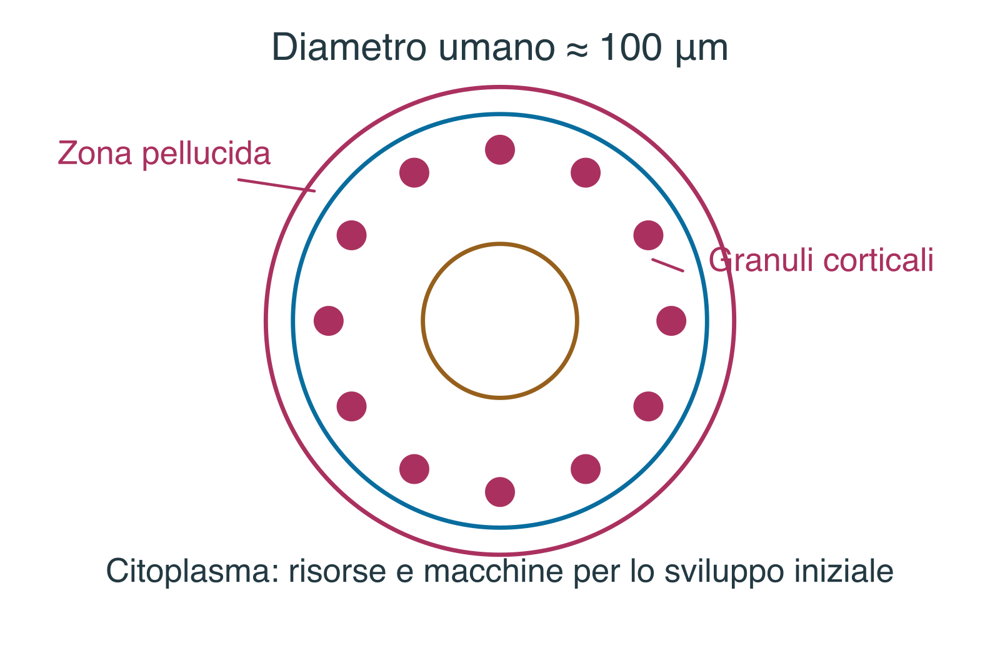 Diametro umano ≈ 100 µm
Zona pellucida
Granuli corticali
Citoplasma: risorse e macchine per lo sviluppo iniziale